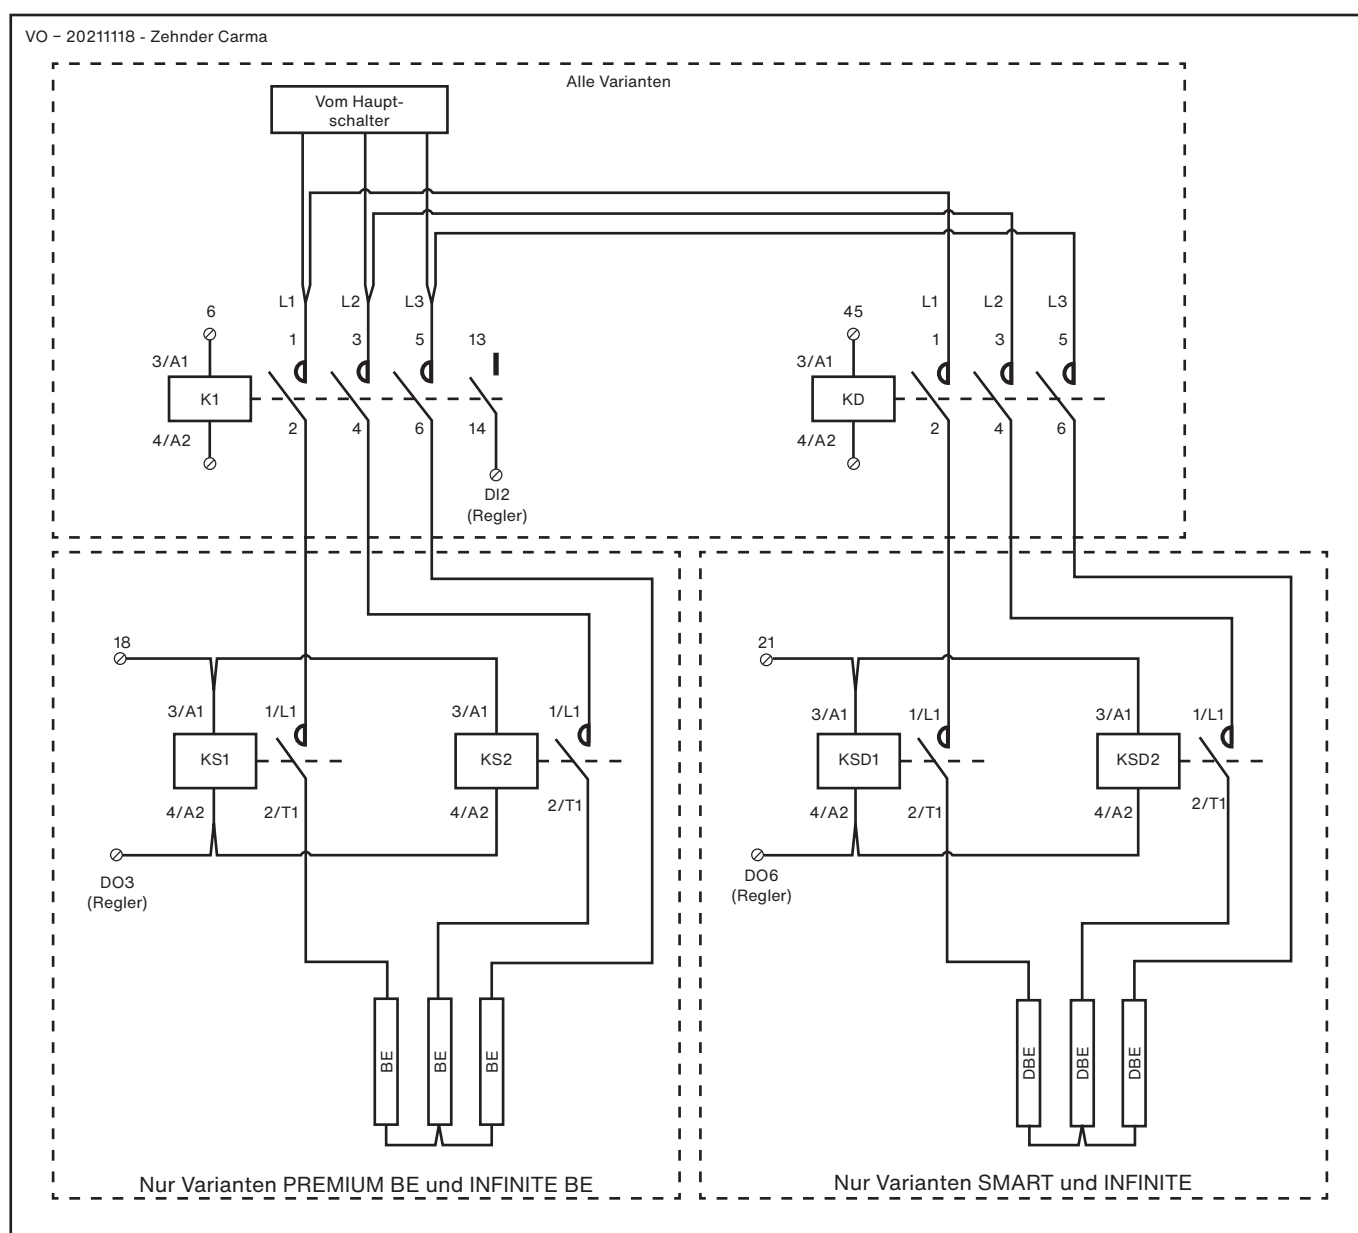 VO – 20211118 - Zehnder Carma
Alle Varianten
Vom Haupt-
schalter
L1
L2
L3
L1
L2
L3
6
45
1
3
5
13
1
3
5
3/A1
3/A1
K1
KD
2
4
6
14
2
4
6
4/A2
4/A2
DI2
(Regler)
18
21
3/A1
1/L1
3/A1
1/L1
3/A1
1/L1
3/A1
1/L1
KS1
KS2
KSD1
KSD2
4/A2
2/T1
4/A2
2/T1
4/A2
2/T1
4/A2
2/T1
DO3
(Regler)
DO6
(Regler)
BE
BE
BE
DBE
DBE
DBE
Nur Varianten PREMIUM BE und INFINITE BE
Nur Varianten SMART und INFINITE